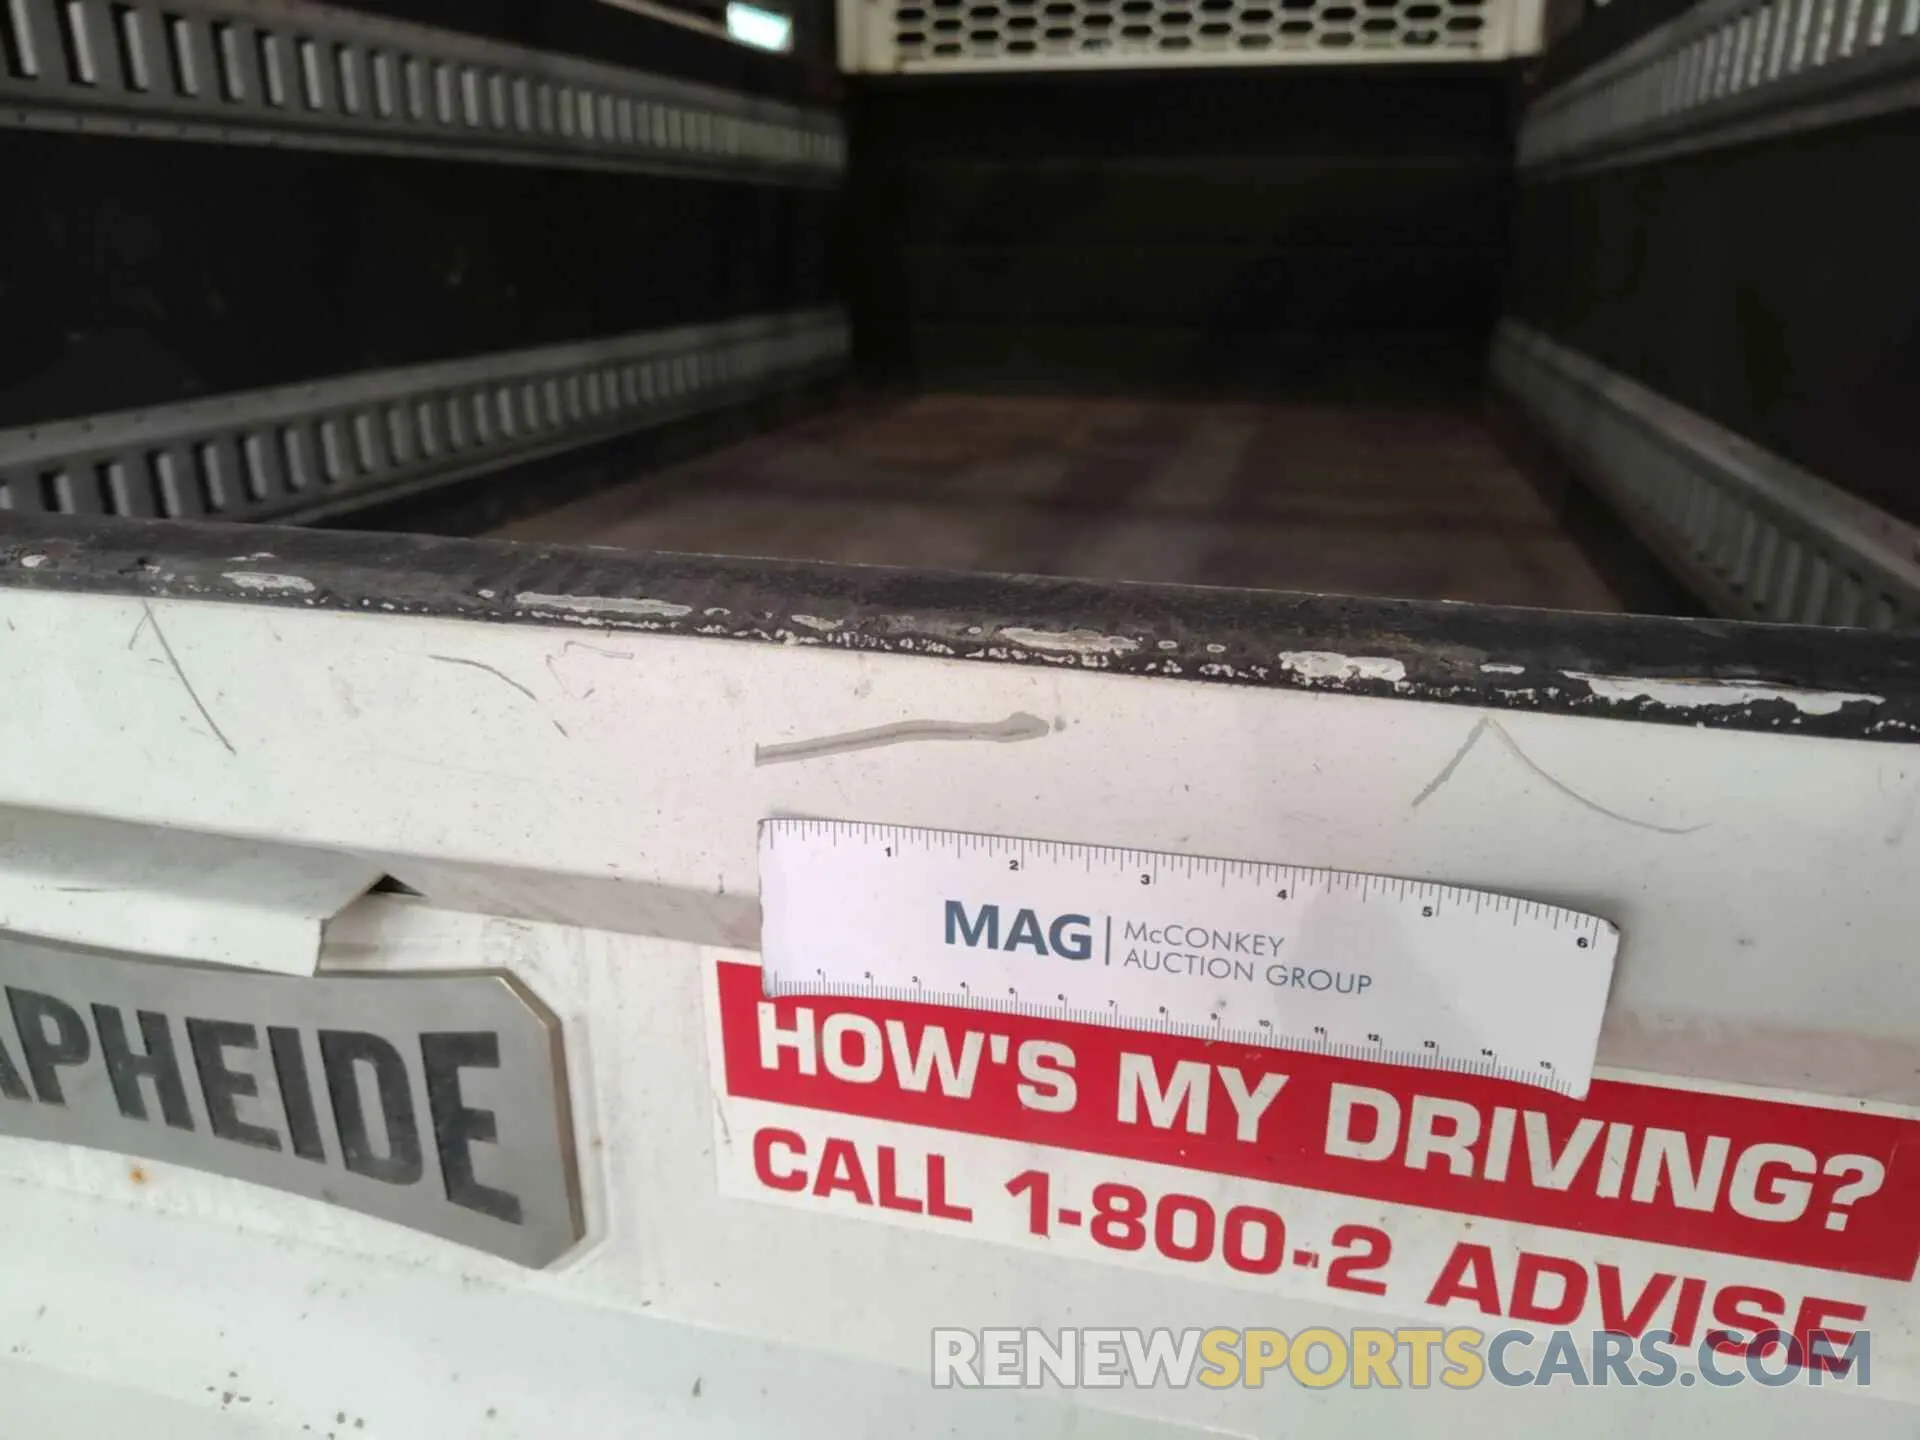 1 2 3 4 5 6
MAG | McCONKEY
AUCTION GROUP
1 2 3 4 5 6 7 8 9 10 11 12 13 14 15
APHEIDE
HOW'S MY DRIVING?
CALL 1-800-2 ADVISE
RENEWSPORTSCARS.COM